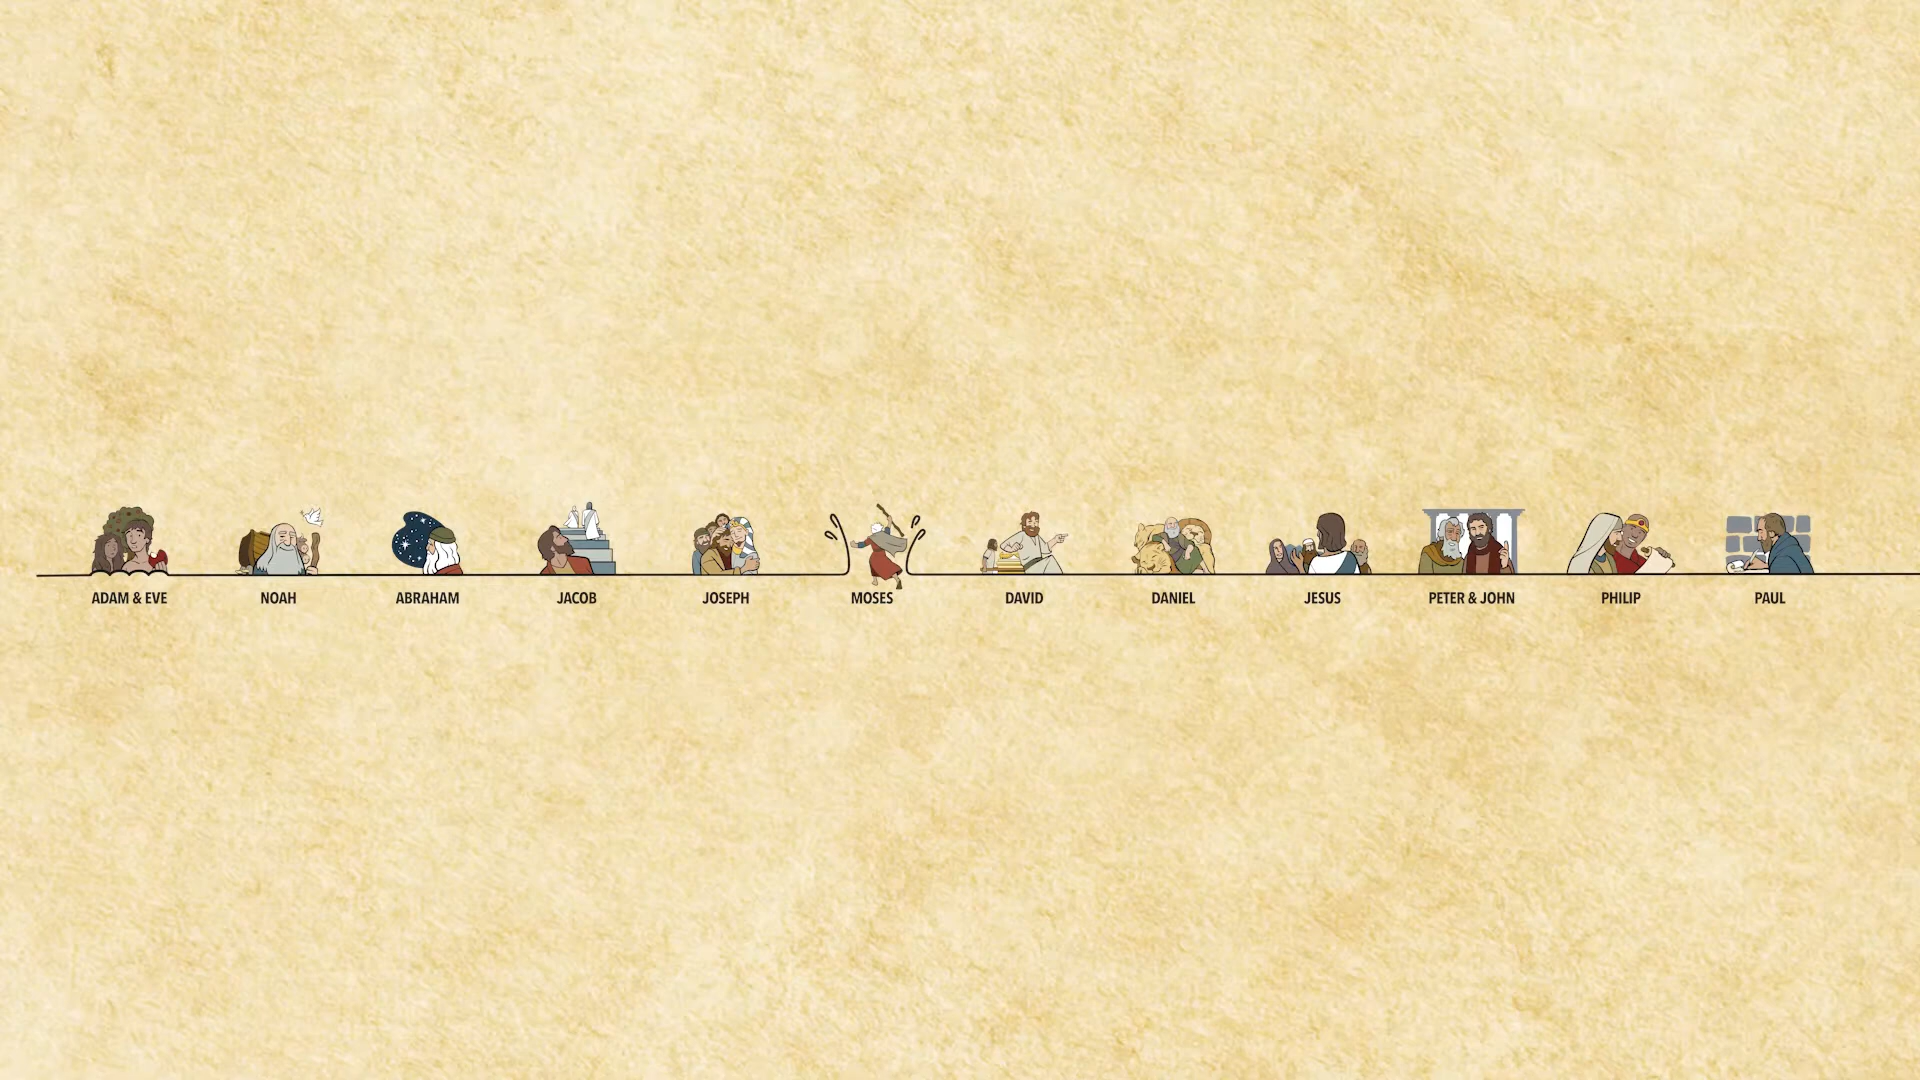 ADAM & EVE
NOAH
ABRAHAM
JACOB
JOSEPH
MOSES
DAVID
DANIEL
JESUS
PETER & JOHN
PHILIP
PAUL